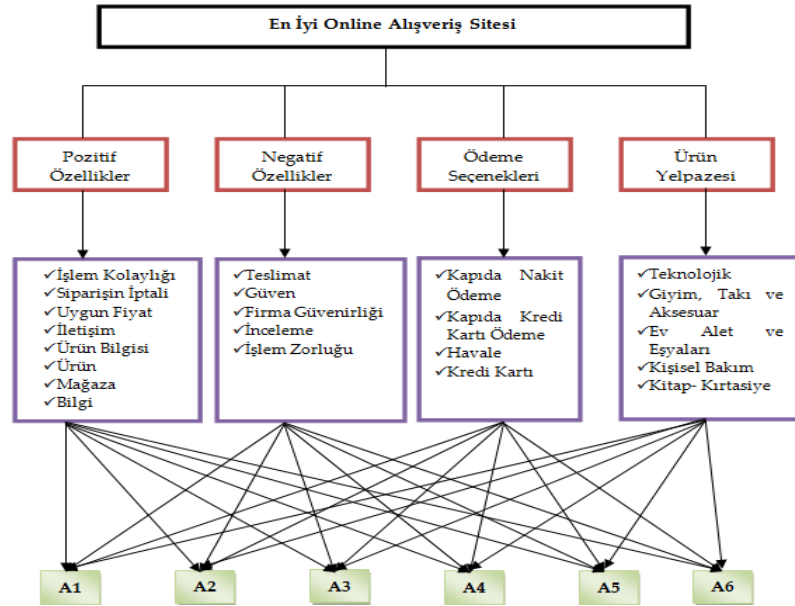 En İyi Online Alışveriş Sitesi
Pozitif
Özellikler
Negatif
Özellikler
Ödeme
Seçenekleri
Ürün
Yelpazesi
✓İşlem Kolaylığı
✓Siparişin İptali
✓Uygun Fiyat
✓İletişim
✓Ürün Bilgisi
✓Ürün
✓Mağaza
✓Bilgi
✓Teslimat
✓Güven
✓Firma Güvenirliği
✓İnceleme
✓İşlem Zorluğu
✓Kapıda Nakit
Ödeme
✓Kapıda Kredi
Kartı Ödeme
✓Havale
✓Kredi Kartı
✓Teknolojik
✓Giyim, Takı ve
Aksesuar
✓Ev Alet ve
Eşyaları
✓Kişisel Bakım
✓Kitap- Kırtasiye
A1
A2
A3
A4
A5
A6